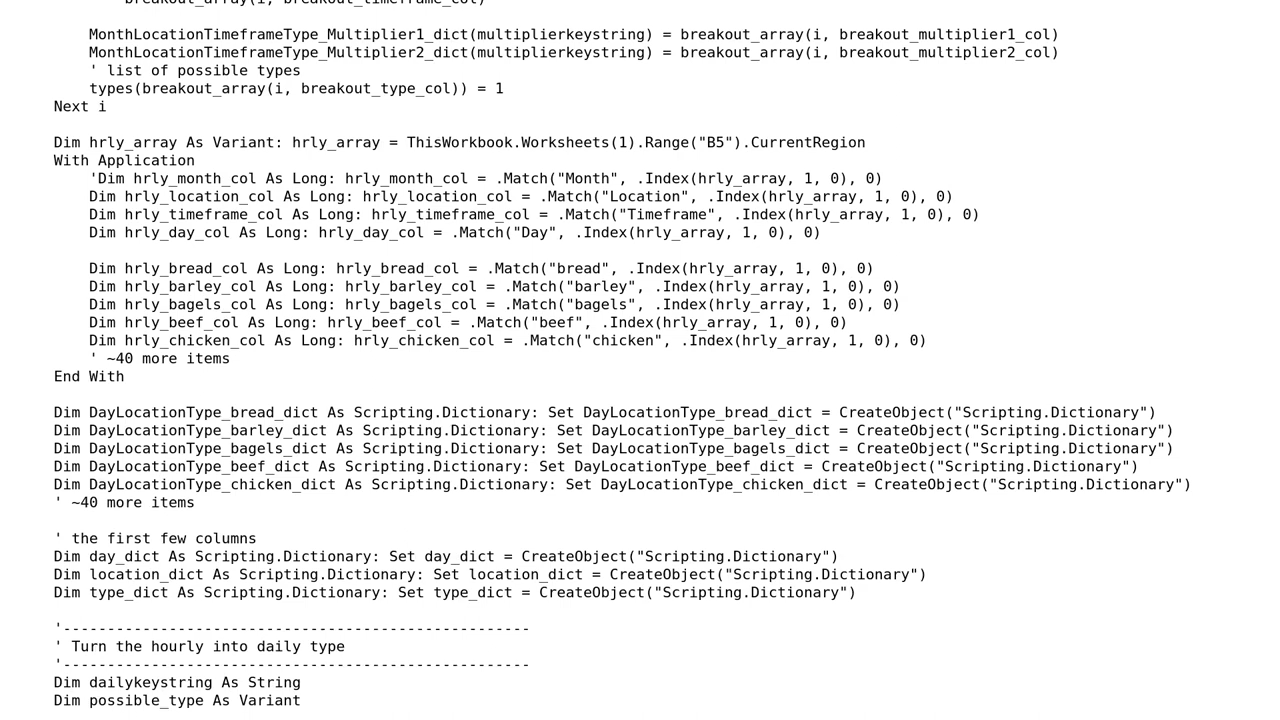 breakout_array(i, breakout_timeframe_col)
MonthLocationTimeframeType_Multiplier1_dict(multiplierkeystring) = breakout_array(i, breakout_multiplier1_col)
MonthLocationTimeframeType_Multiplier2_dict(multiplierkeystring) = breakout_array(i, breakout_multiplier2_col)
' list of possible types
types(breakout_array(i, breakout_type_col)) = 1
Next i
Dim hrly_array As Variant: hrly_array = ThisWorkbook.Worksheets(1).Range("B5").CurrentRegion
With Application
'Dim hrly_month_col As Long: hrly_month_col = .Match("Month", .Index(hrly_array, 1, 0), 0)
Dim hrly_location_col As Long: hrly_location_col = .Match("Location", .Index(hrly_array, 1, 0), 0)
Dim hrly_timeframe_col As Long: hrly_timeframe_col = .Match("Timeframe", .Index(hrly_array, 1, 0), 0)
Dim hrly_day_col As Long: hrly_day_col = .Match("Day", .Index(hrly_array, 1, 0), 0)
Dim hrly_bread_col As Long: hrly_bread_col = .Match("bread", .Index(hrly_array, 1, 0), 0)
Dim hrly_barley_col As Long: hrly_barley_col = .Match("barley", .Index(hrly_array, 1, 0), 0)
Dim hrly_bagels_col As Long: hrly_bagels_col = .Match("bagels", .Index(hrly_array, 1, 0), 0)
Dim hrly_beef_col As Long: hrly_beef_col = .Match("beef", .Index(hrly_array, 1, 0), 0)
Dim hrly_chicken_col As Long: hrly_chicken_col = .Match("chicken", .Index(hrly_array, 1, 0), 0)
' ~40 more items
End With
Dim DayLocationType_bread_dict As Scripting.Dictionary: Set DayLocationType_bread_dict = CreateObject("Scripting.Dictionary")
Dim DayLocationType_barley_dict As Scripting.Dictionary: Set DayLocationType_barley_dict = CreateObject("Scripting.Dictionary")
Dim DayLocationType_bagels_dict As Scripting.Dictionary: Set DayLocationType_bagels_dict = CreateObject("Scripting.Dictionary")
Dim DayLocationType_beef_dict As Scripting.Dictionary: Set DayLocationType_beef_dict = CreateObject("Scripting.Dictionary")
Dim DayLocationType_chicken_dict As Scripting.Dictionary: Set DayLocationType_chicken_dict = CreateObject("Scripting.Dictionary")
' ~40 more items
' the first few columns
Dim day_dict As Scripting.Dictionary: Set day_dict = CreateObject("Scripting.Dictionary")
Dim location_dict As Scripting.Dictionary: Set location_dict = CreateObject("Scripting.Dictionary")
Dim type_dict As Scripting.Dictionary: Set type_dict = CreateObject("Scripting.Dictionary")
'-----------------------------------------------------
' Turn the hourly into daily type
'-----------------------------------------------------
Dim dailykeystring As String
Dim possible_type As Variant